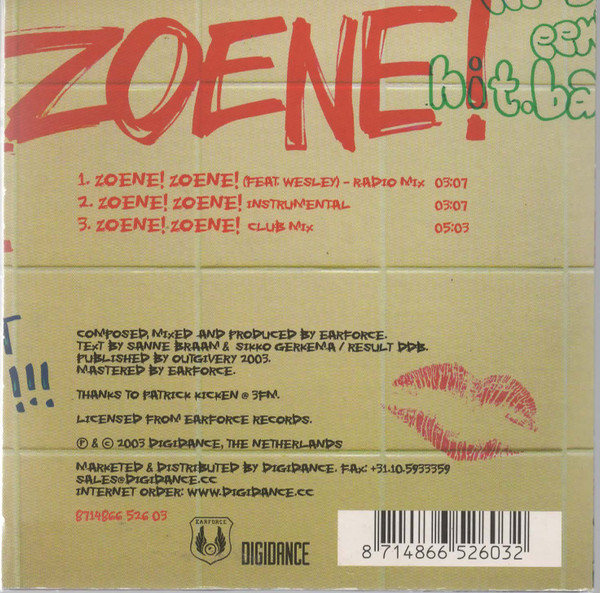 ZOENE!
hit.ba
1. ZOENE! ZOENE! (FEAT. WESLEY) - RADIO MIX 03:07
2. ZOENE! ZOENE! INSTRUMENTAL 03:07
3. ZOENE! ZOENE! CLUB MIX 05:03
COMPOSED, MIXED AND PRODUCED BY EARFORCE.
TEXT BY SANNE BRAAM & SIKKO GERKEMA / RESULT DDB.
PUBLISHED BY OUTGIVERY 2003.
MASTERED BY EARFORCE.
THANKS TO PATRICK KICKEN @ 3FM.
!!!
LICENSED FROM EARFORCE RECORDS.
Ⓟ & © 2003 DIGIDANCE, THE NETHERLANDS
MARKETED & DISTRIBUTED BY DIGIDANCE. FAX: +31.10.5933359
SALES@DIGIDANCE.CC
INTERNET ORDER: WWW.DIGIDANCE.CC
8714866 526 03
EARFORCE
DIGIDANCE
8 714866 526032